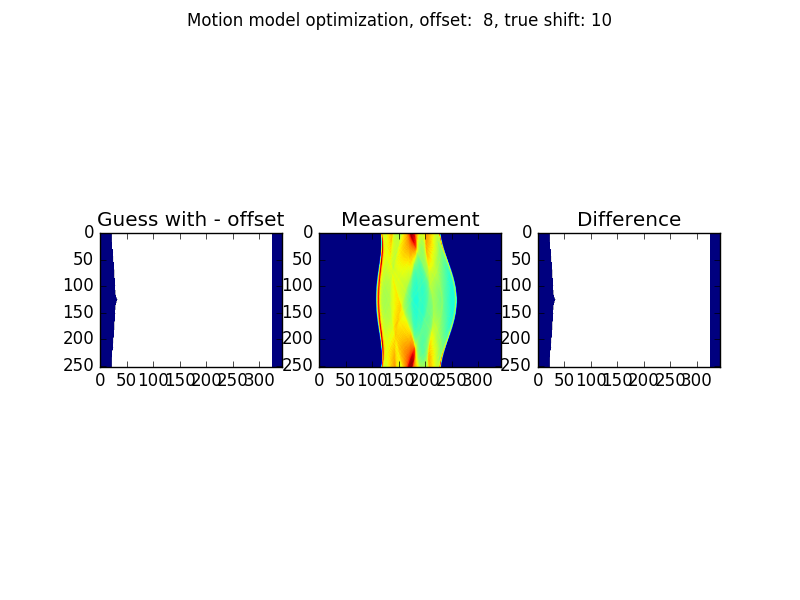 Motion model optimization, offset:  8, true shift: 10
Guess with - offset Measurement Difference
0 0 0
50 50 50
100 100 100
150 150 150
200 200 200
250 250 250
0 50 100 150 200 250 300 0 50 100 150 200 250 300 0 50 100 150 200 250 300